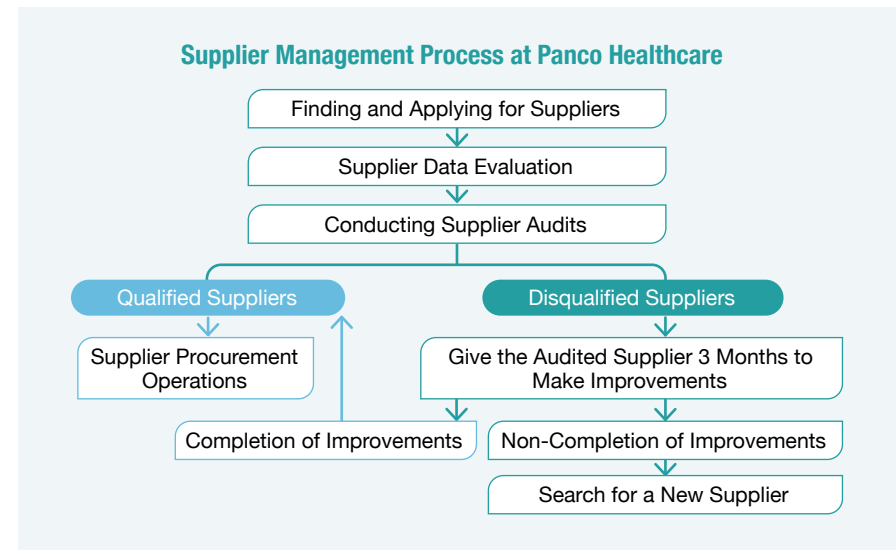 Supplier Management Process at Panco Healthcare
Finding and Applying for Suppliers
Supplier Data Evaluation
Conducting Supplier Audits
Qualified Suppliers
Disqualified Suppliers
Supplier Procurement
Operations
Give the Audited Supplier 3 Months to
Make Improvements
Completion of Improvements
Non-Completion of Improvements
Search for a New Supplier